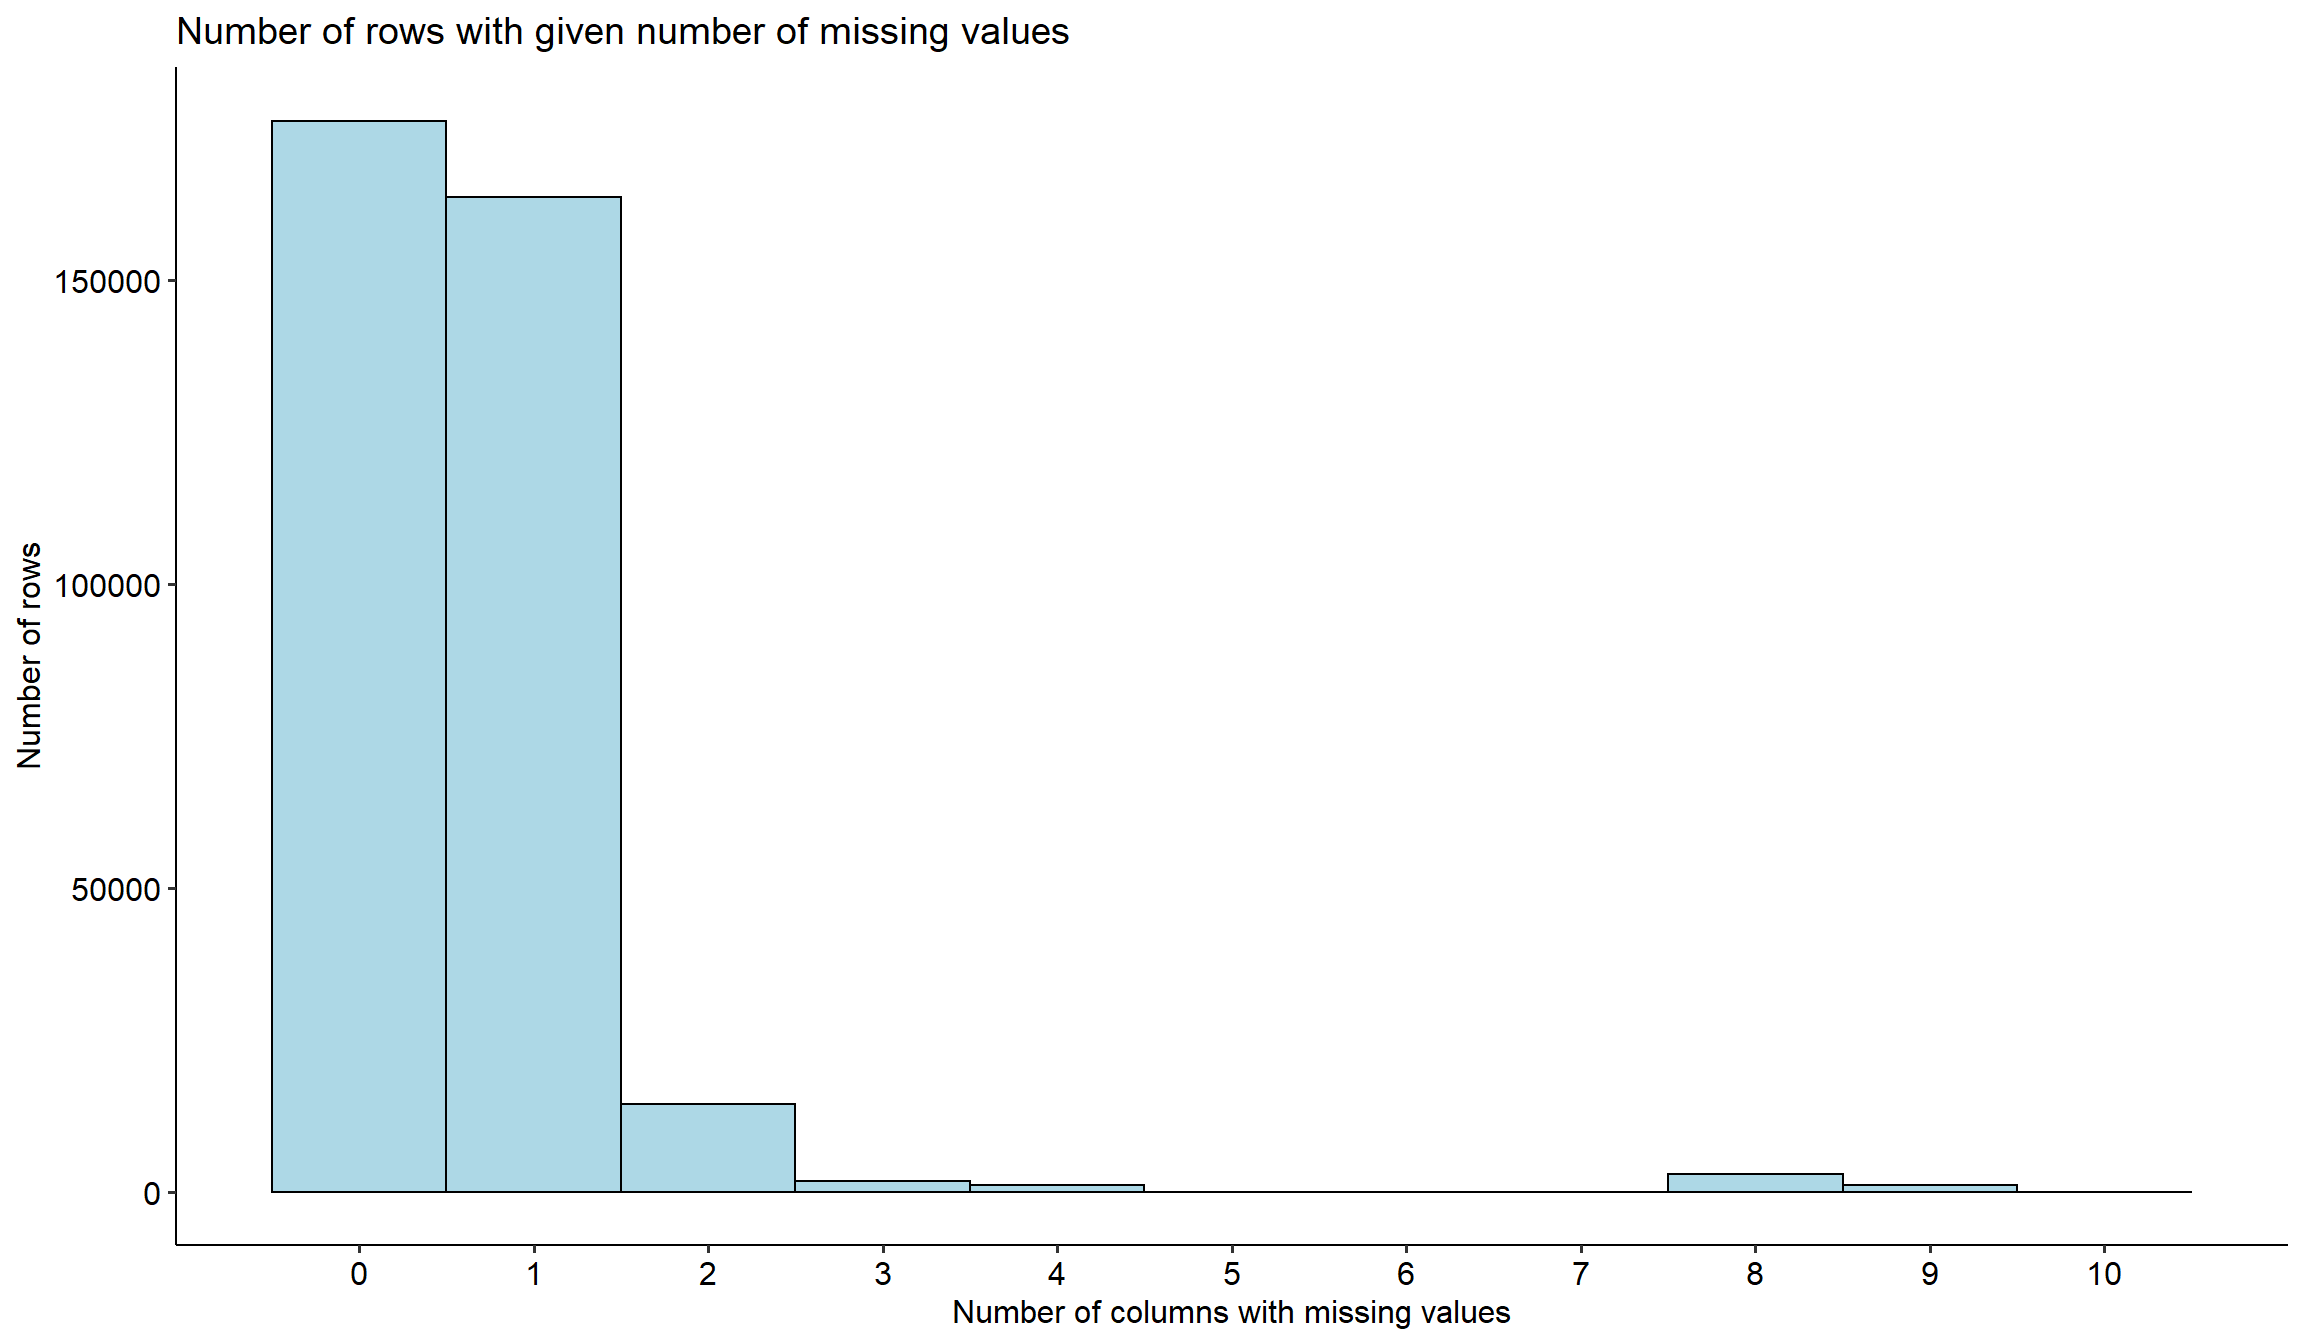 Number of rows with given number of missing values
Number of rows
150000
100000
50000
0
0 1 2 3 4 5 6 7 8 9 10
Number of columns with missing values